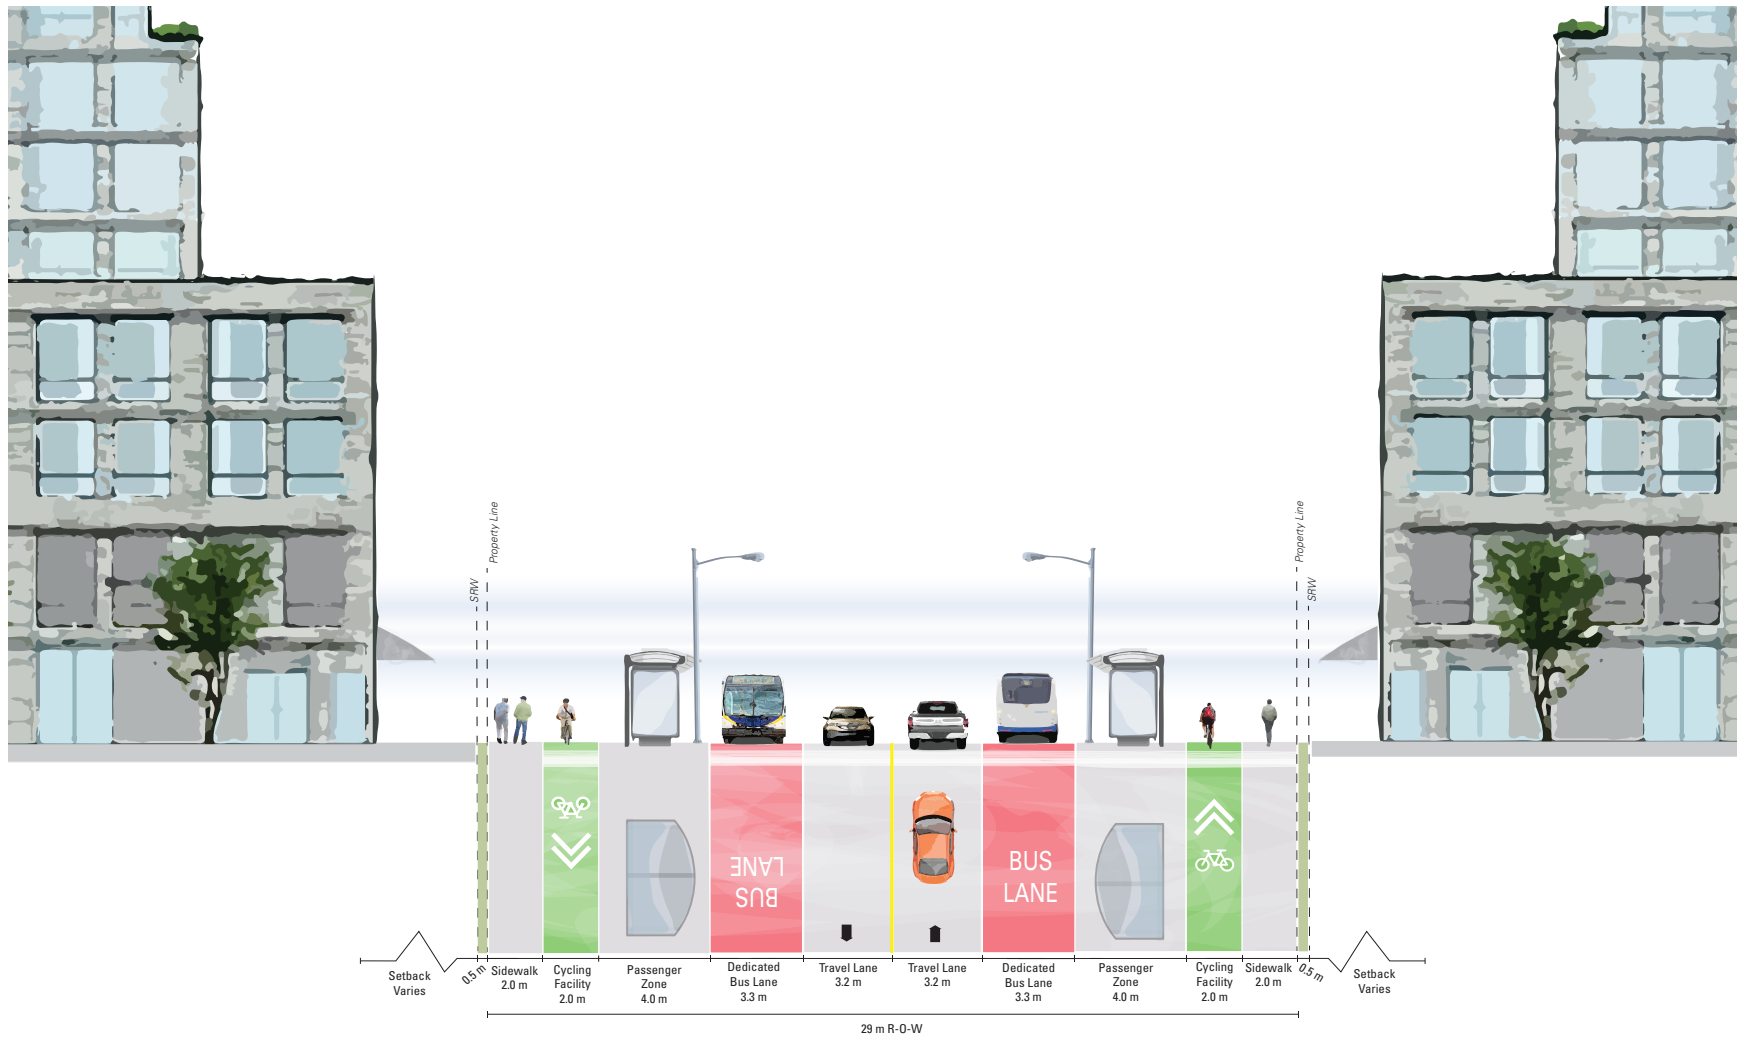 Property Line
SRW
Property Line
SRW
BUS
LANE
BUS
LANE
Setback
Varies
0.5 m
Sidewalk
2.0 m
Cycling
Facility
2.0 m
Passenger
Zone
4.0 m
Dedicated
Bus Lane
3.3 m
Travel Lane
3.2 m
Travel Lane
3.2 m
Dedicated
Bus Lane
3.3 m
Passenger
Zone
4.0 m
Cycling
Facility
2.0 m
Sidewalk
2.0 m
0.5 m
Setback
Varies
29 m R-O-W